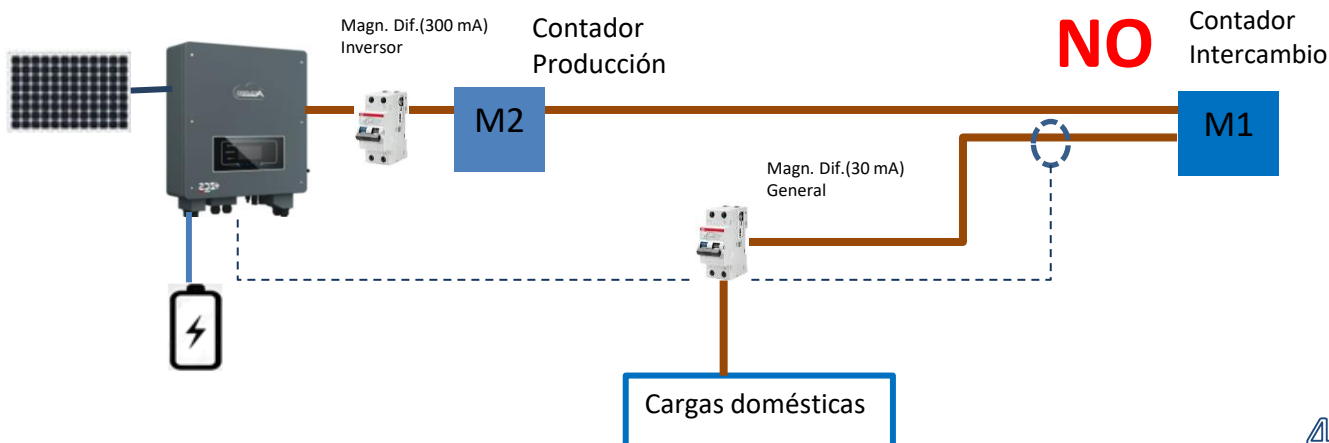 Magn. Dif.(300 mA)
Inversor
Contador
Producción
NO
Contador
Intercambio
M2
M1
Magn. Dif.(30 mA)
General
Cargas domésticas